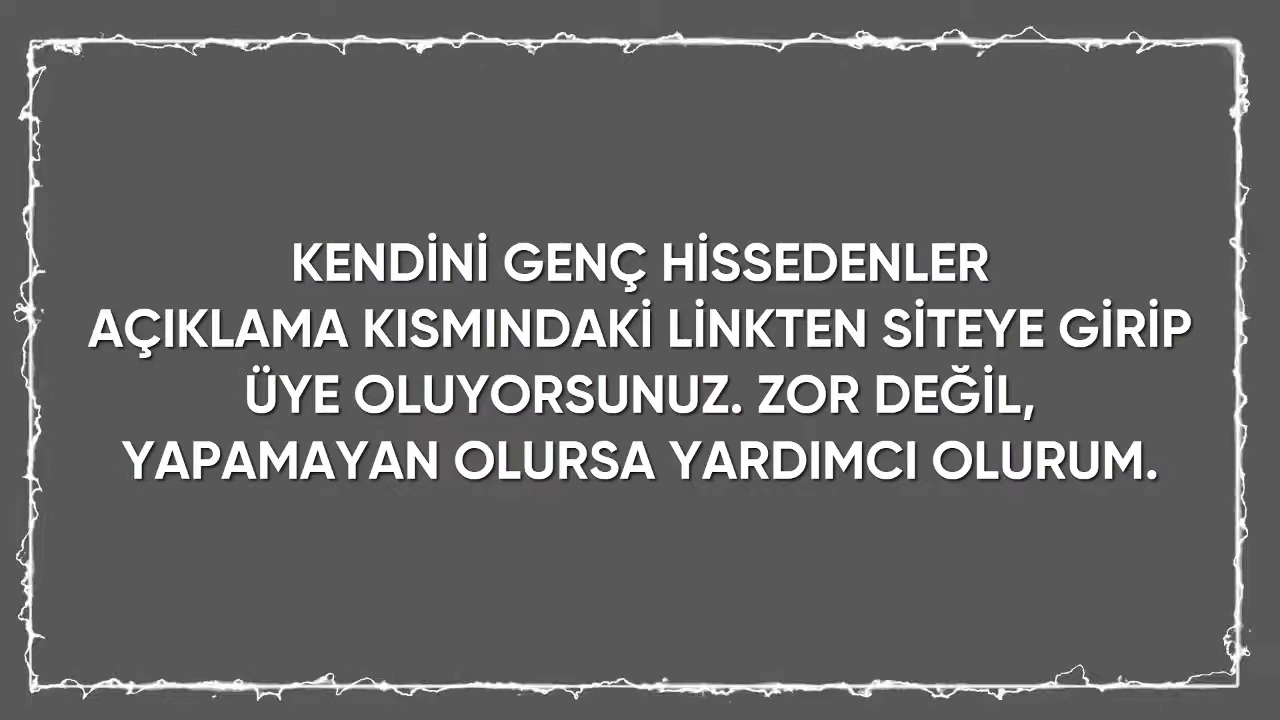 KENDİNİ GENÇ HİSSEDENLER
AÇIKLAMA KISMINDAKİ LİNKTEN SİTEYE GİRİP
ÜYE OLUYORSUNUZ. ZOR DEĞİL,
YAPAMAYAN OLURSA YARDIMCI OLURUM.